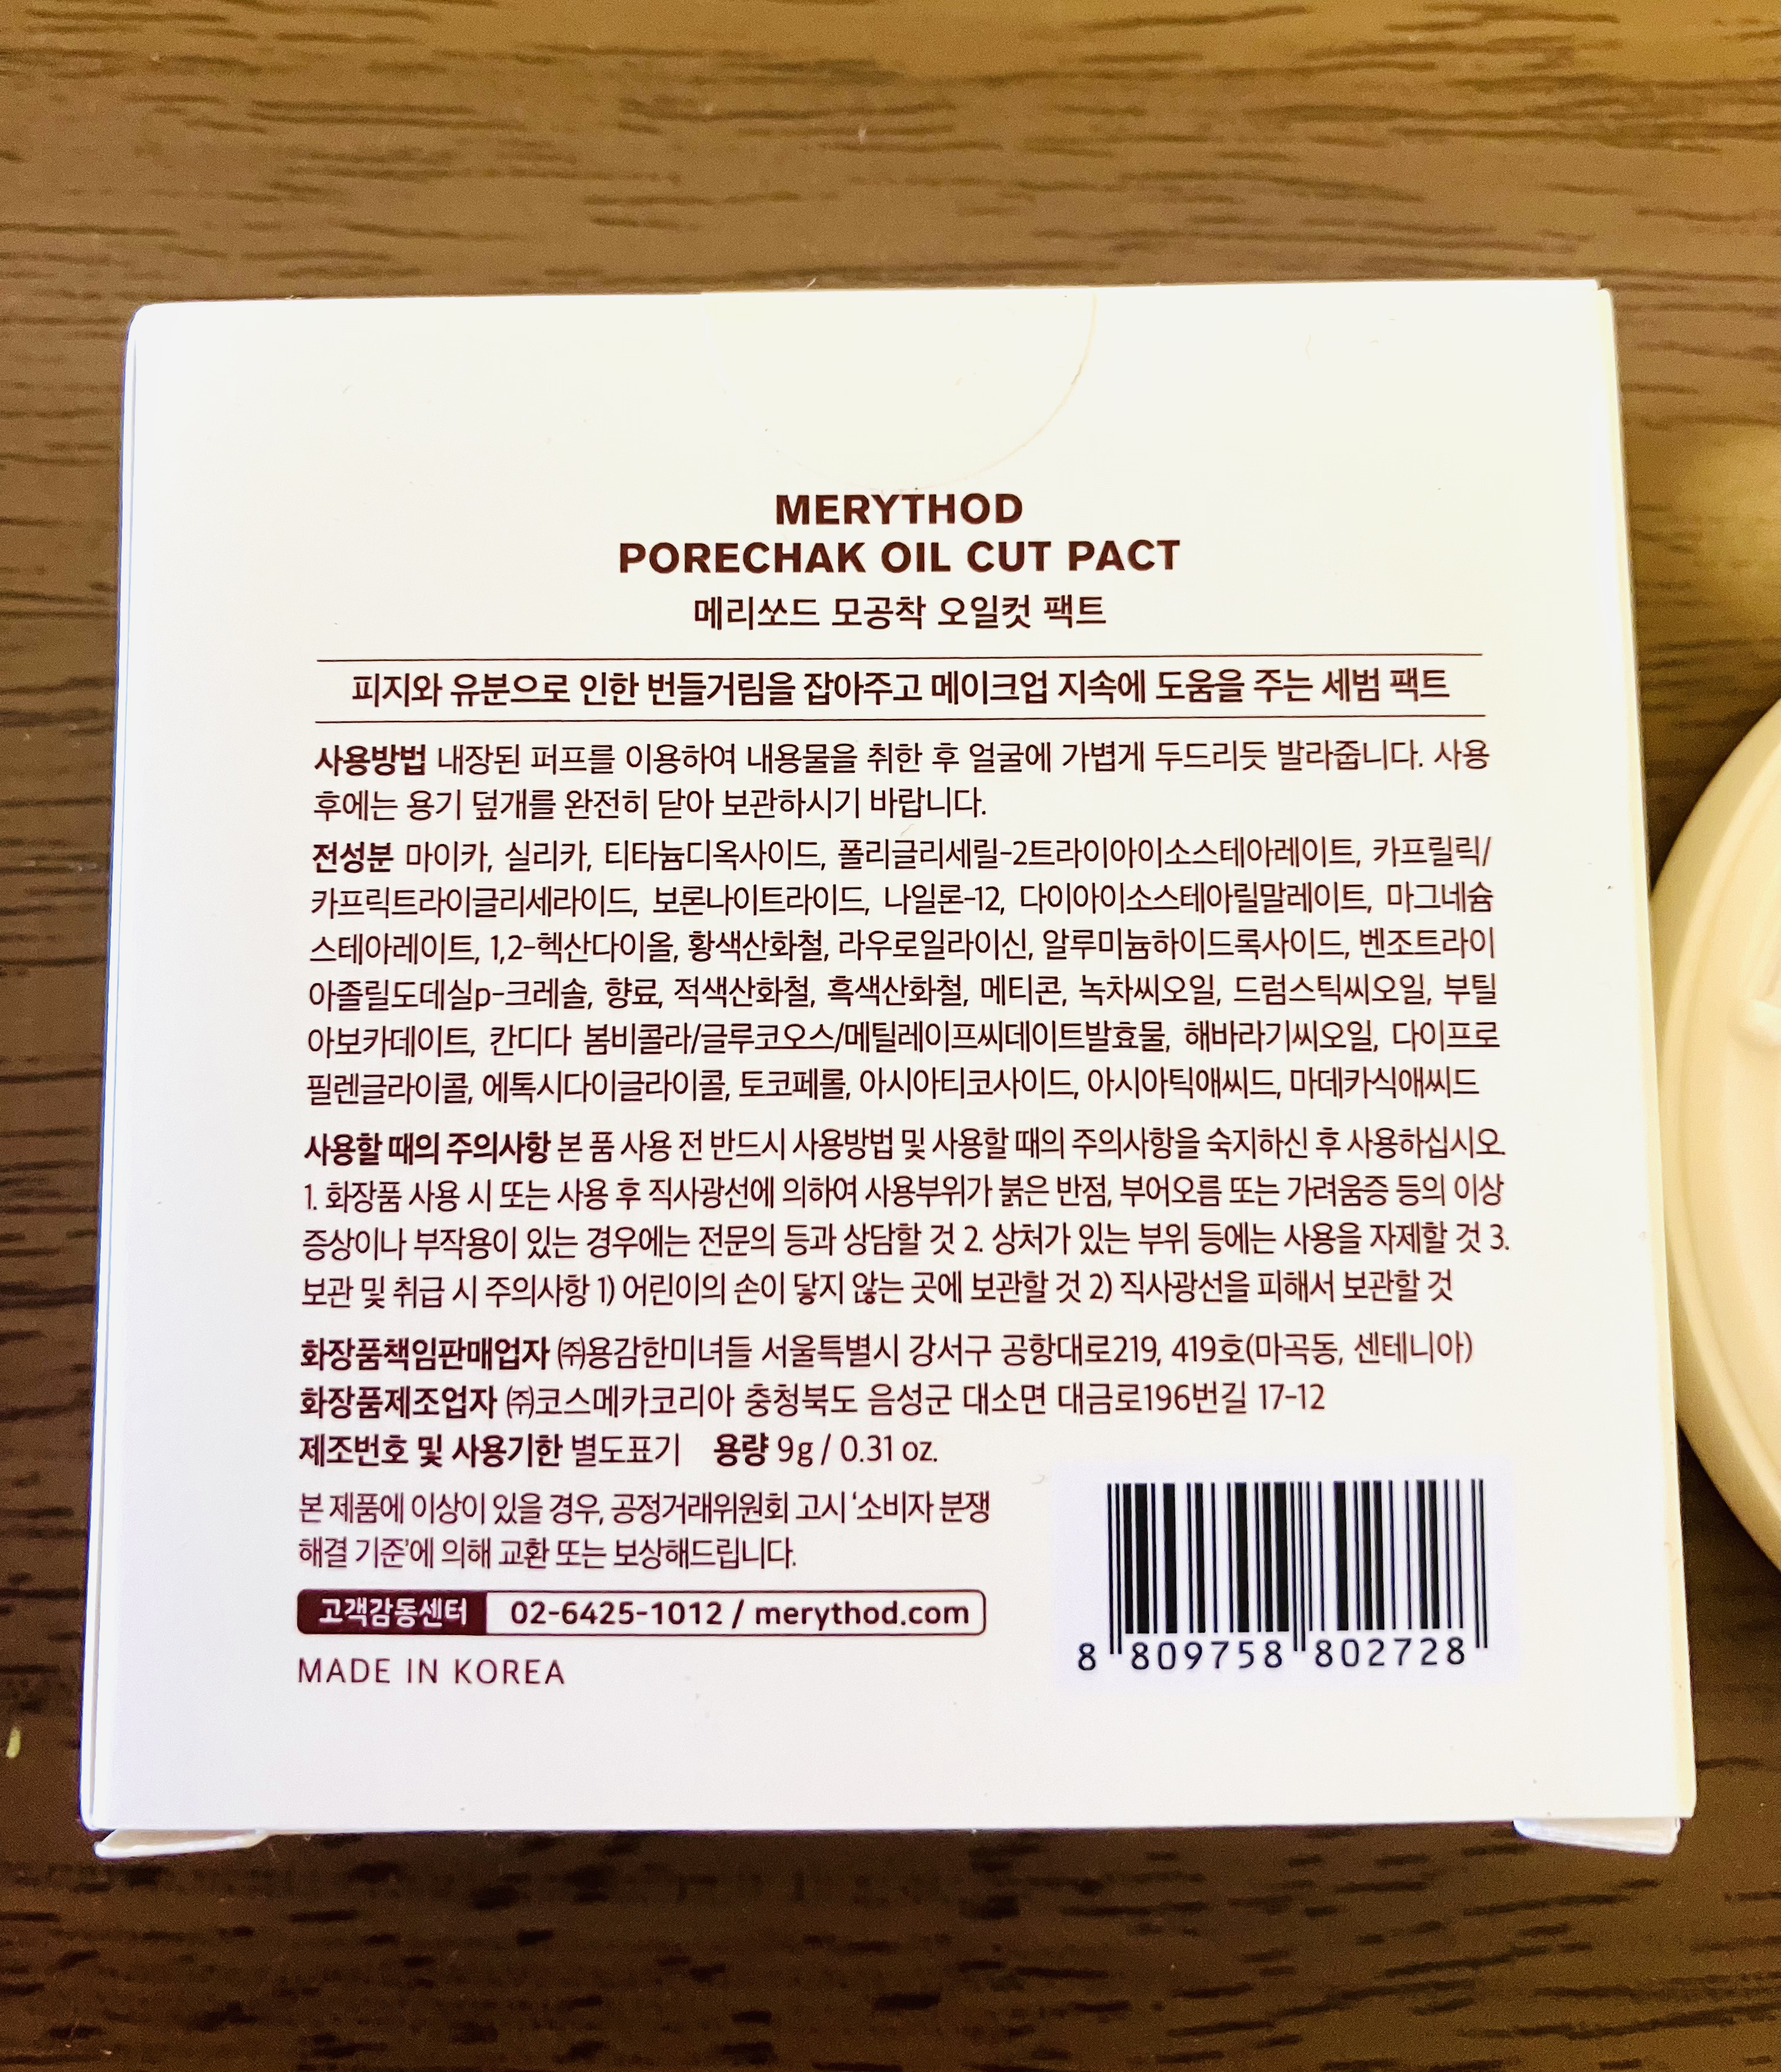 MERYTHOD
PORECHAK OIL CUT PACT
메리쏘드 모공착 오일컷 팩트
피지와 유분으로 인한 번들거림을 잡아주고 메이크업 지속에 도움을 주는 세범 팩트
사용방법 내장된 퍼프를 이용하여 내용물을 취한 후 얼굴에 가볍게 두드리듯 발라줍니다. 사용
후에는 용기 덮개를 완전히 닫아 보관하시기 바랍니다.
전성분 마이카, 실리카, 티타늄디옥사이드, 폴리글리세릴-2트라이아이소스테아레이트, 카프릴릭/
카프릭트라이글리세라이드, 보론나이트라이드, 나일론-12, 다이아이소스테아릴말레이트, 마그네슘
스테아레이트, 1,2-헥산다이올, 황색산화철, 라우로일라이신, 알루미늄하이드록사이드, 벤조트라이
아졸릴도데실p-크레솔, 향료, 적색산화철, 흑색산화철, 메티콘, 녹차씨오일, 드럼스틱씨오일, 부틸
아보카데이트, 칸디다 봄비콜라/글루코오스/메틸레이프씨데이트발효물, 해바라기씨오일, 다이프로
필렌글라이콜, 에톡시다이글라이콜, 토코페롤, 아시아티코사이드, 아시아틱애씨드, 마데카식애씨드
사용할 때의 주의사항 본 품 사용 전 반드시 사용방법 및 사용할 때의 주의사항을 숙지하신 후 사용하십시오.
1. 화장품 사용 시 또는 사용 후 직사광선에 의하여 사용부위가 붉은 반점, 부어오름 또는 가려움증 등의 이상
증상이나 부작용이 있는 경우에는 전문의 등과 상담할 것 2. 상처가 있는 부위 등에는 사용을 자제할 것 3.
보관 및 취급 시 주의사항 1) 어린이의 손이 닿지 않는 곳에 보관할 것 2) 직사광선을 피해서 보관할 것
화장품책임판매업자 ㈜용감한미녀들 서울특별시 강서구 공항대로219, 419호(마곡동, 센테니아)
화장품제조업자 ㈜코스메카코리아 충청북도 음성군 대소면 대금로196번길 17-12
제조번호 및 사용기한 별도표기 용량 9g / 0.31 oz.
본 제품에 이상이 있을 경우, 공정거래위원회 고시 '소비자 분쟁
해결 기준'에 의해 교환 또는 보상해드립니다.
고객감동센터 02-6425-1012 / merythod.com
MADE IN KOREA
8 809758 802728